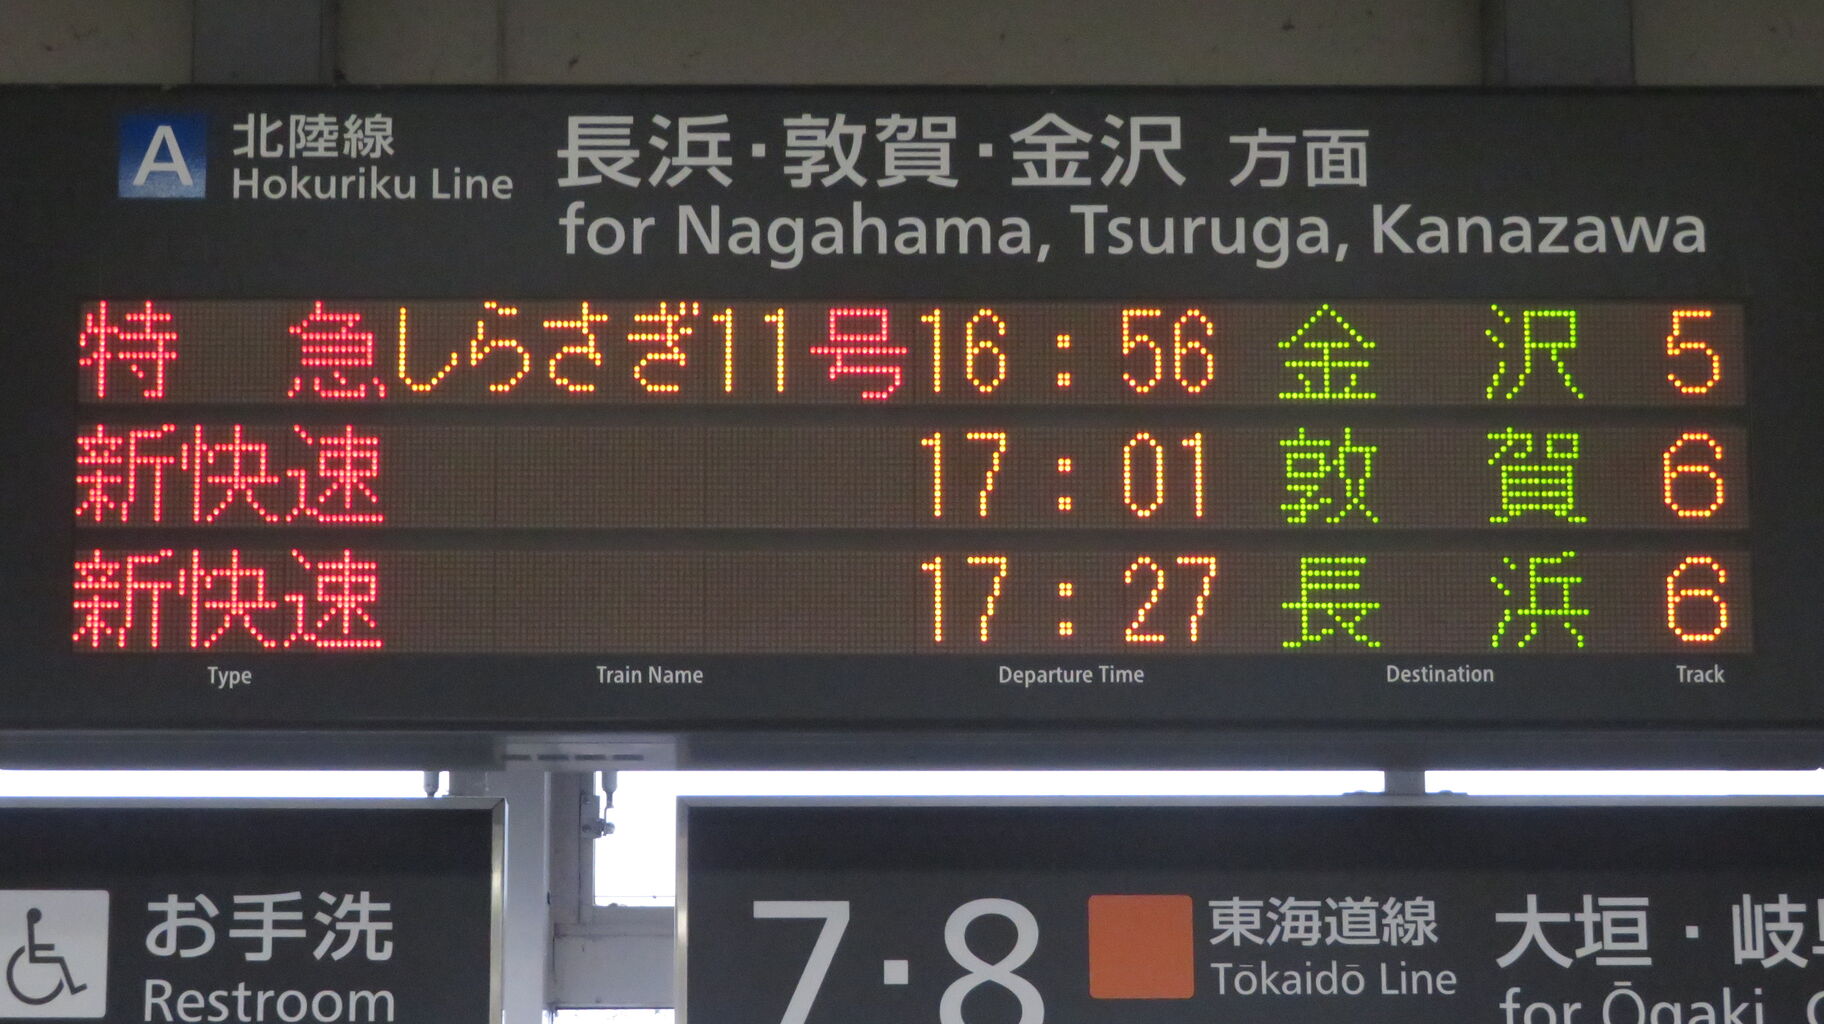 A 北陸線 長浜・敦賀・金沢 方面
Hokuriku Line for Nagahama, Tsuruga, Kanazawa
特急 しらさぎ11号 16:56 金沢 5
新快速 17:01 敦賀 6
新快速 17:27 長浜 6
Type Train Name Departure Time Destination Track
お手洗
Restroom
7・8 東海道線 大垣・岐
Tōkaidō Line for Ōgaki,